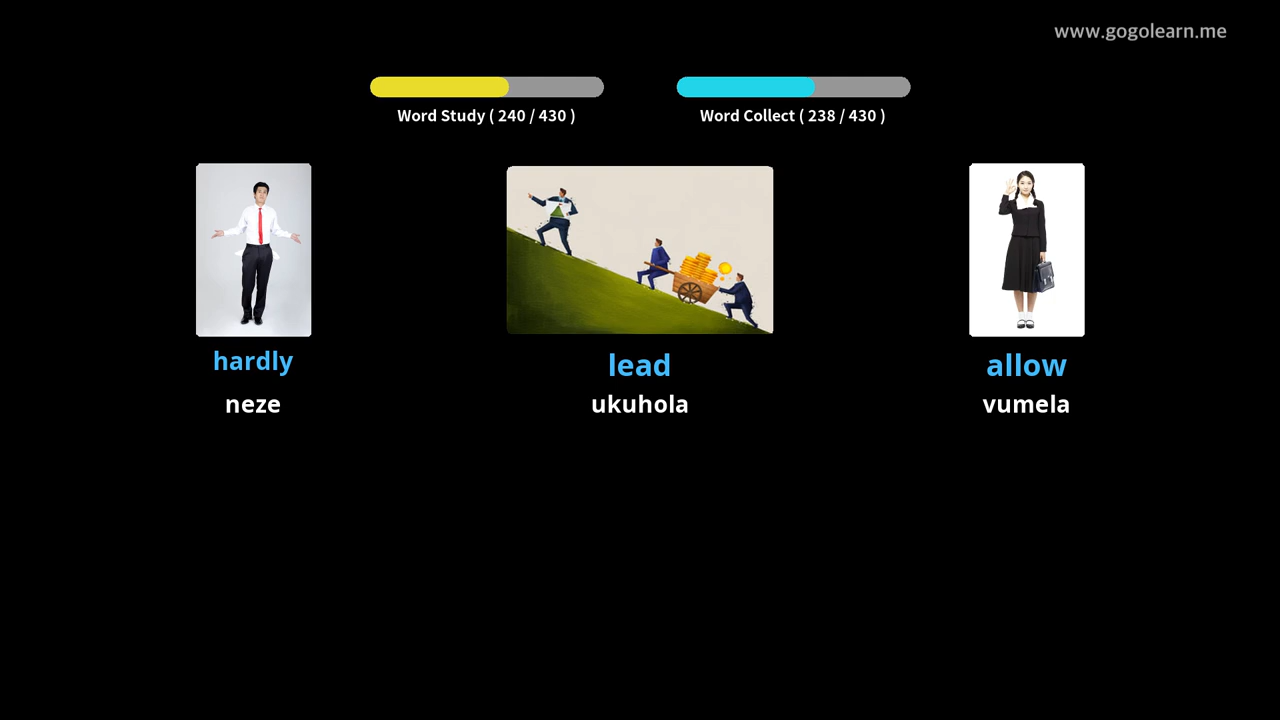 www.gogolearn.me
Word Study ( 240 / 430 )
Word Collect ( 238 / 430 )
hardly
neze
lead
ukuhola
allow
vumela